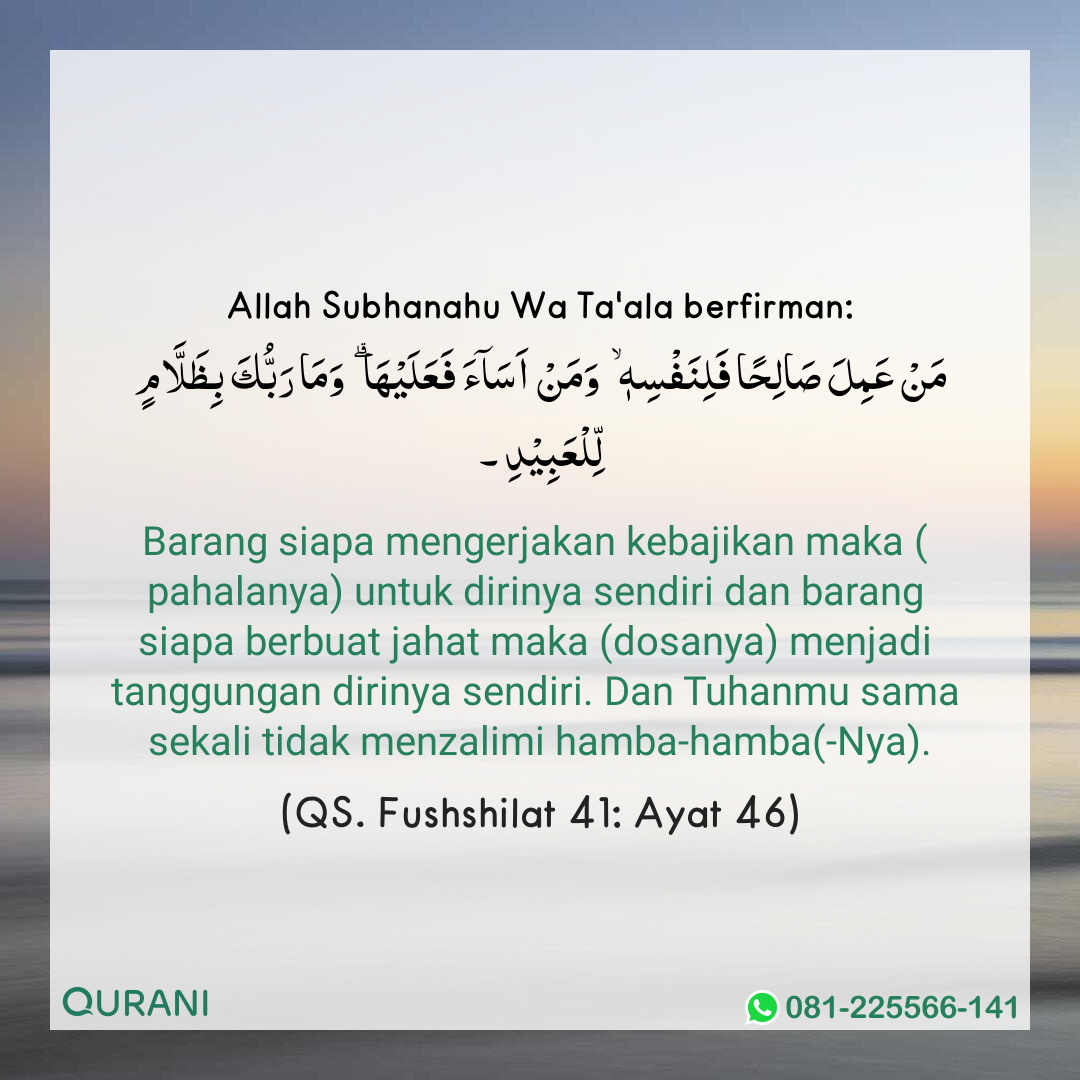 Allah Subhanahu Wa Ta'ala berfirman:
مَنْ عَمِلَ صَالِحًا فَلِنَفْسِهٖ ۙوَمَنْ اَسَاۤءَ فَعَلَيْهَا ۗوَمَا رَبُّكَ بِظَلَّامٍ
لِّلْعَبِيْدِ ۔
Barang siapa mengerjakan kebajikan maka (
pahalanya) untuk dirinya sendiri dan barang
siapa berbuat jahat maka (dosanya) menjadi
tanggungan dirinya sendiri. Dan Tuhanmu sama
sekali tidak menzalimi hamba-hamba(-Nya).
(QS. Fushshilat 41: Ayat 46)
QURANI
081-225566-141